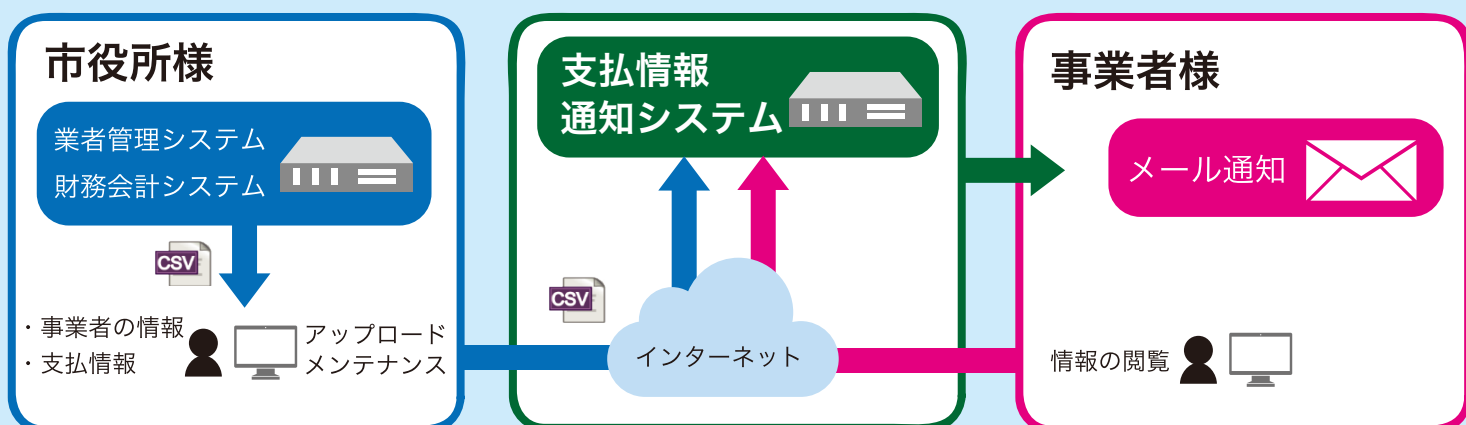 市役所様
業者管理システム
財務会計システム
CSV
・事業者の情報
・支払情報
アップロード
メンテナンス
支払情報
通知システム
CSV
インターネット
事業者様
メール通知
情報の閲覧